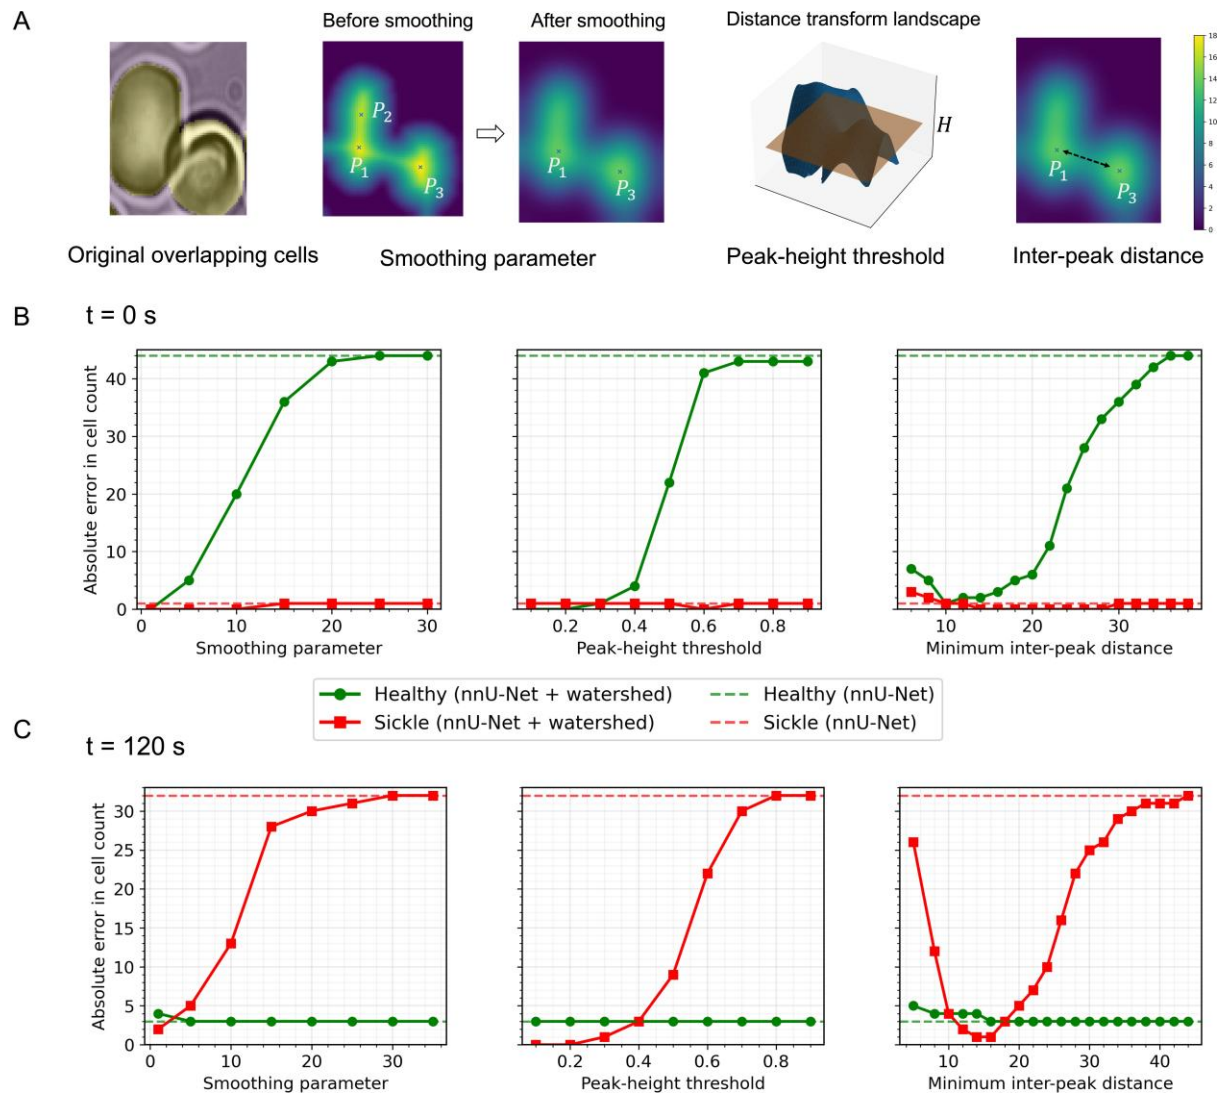 A
Before smoothing
After smoothing
Distance transform landscape
P₂
P₁
P₃
P₁
P₃
H
P₁
P₃
18
16
14
12
10
8
6
4
2
0
Original overlapping cells
Smoothing parameter
Peak-height threshold
Inter-peak distance
B
t = 0 s
Absolute error in cell count
40
30
20
10
0
0 10 20 30
Smoothing parameter
0.2 0.4 0.6 0.8
Peak-height threshold
10 20 30
Minimum inter-peak distance
Healthy (nnU-Net + watershed)
Healthy (nnU-Net)
Sickle (nnU-Net + watershed)
Sickle (nnU-Net)
C
t = 120 s
Absolute error in cell count
30
25
20
15
10
5
0
0 10 20 30
Smoothing parameter
0.2 0.4 0.6 0.8
Peak-height threshold
10 20 30 40
Minimum inter-peak distance